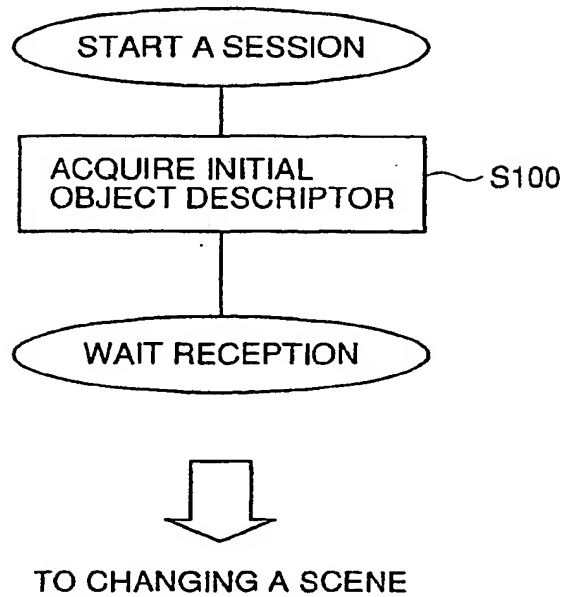 START A SESSION
ACQUIRE INITIAL
OBJECT DESCRIPTOR
S100
WAIT RECEPTION
TO CHANGING A SCENE